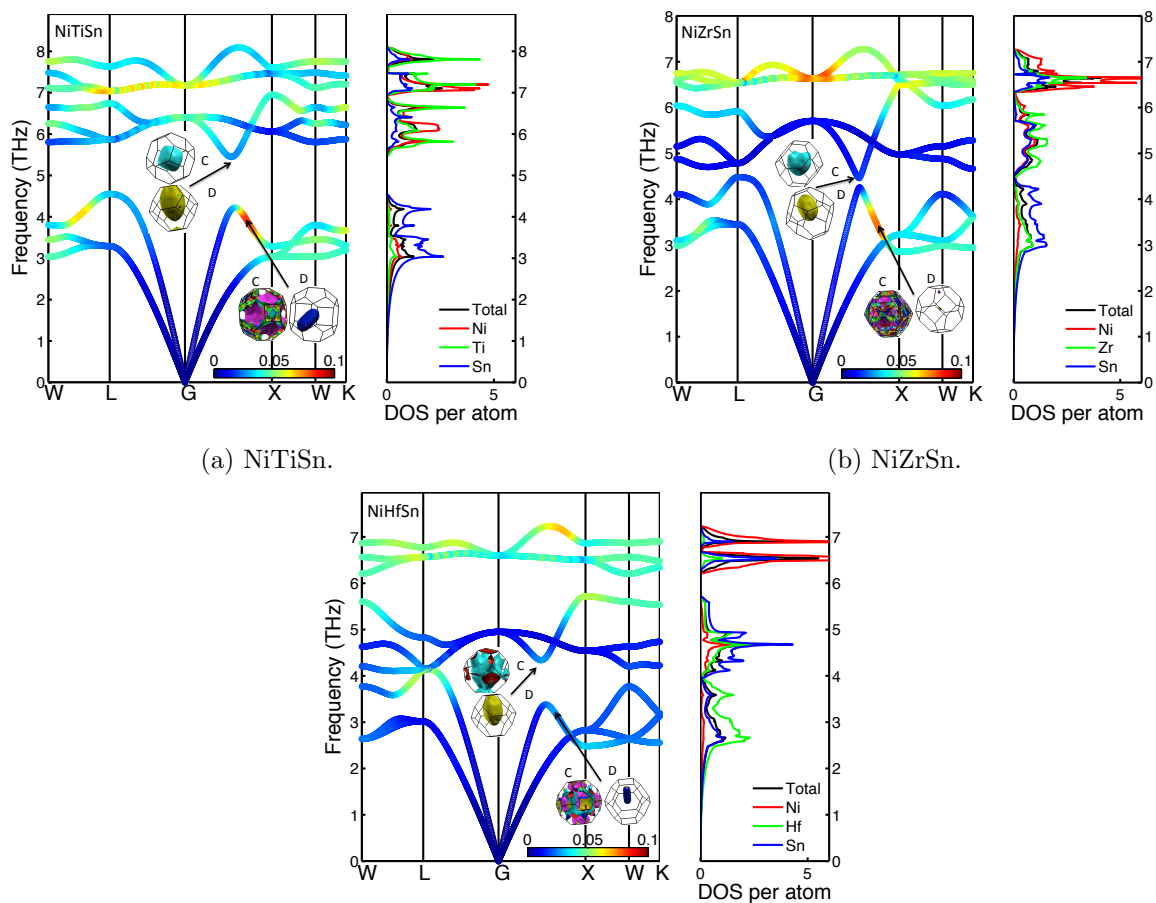 NiTiSn
8
7
6
5
4
3
2
1
0
Frequency (THz)
C
D
C
D
0 0.05 0.1
W L G X W K
8
7
6
5
4
3
2
1
0
Total
Ni
Ti
Sn
0 5
DOS per atom
(a) NiTiSn.
NiZrSn
8
7
6
5
4
3
2
1
0
Frequency (THz)
C
D
C
D
0 0.05 0.1
W L G X W K
8
7
6
5
4
3
2
1
0
Total
Ni
Zr
Sn
0 5
DOS per atom
(b) NiZrSn.
NiHfSn
7
6
5
4
3
2
1
0
Frequency (THz)
C
D
C
D
0 0.05 0.1
W L G X W K
7
6
5
4
3
2
1
0
Total
Ni
Hf
Sn
0 5
DOS per atom